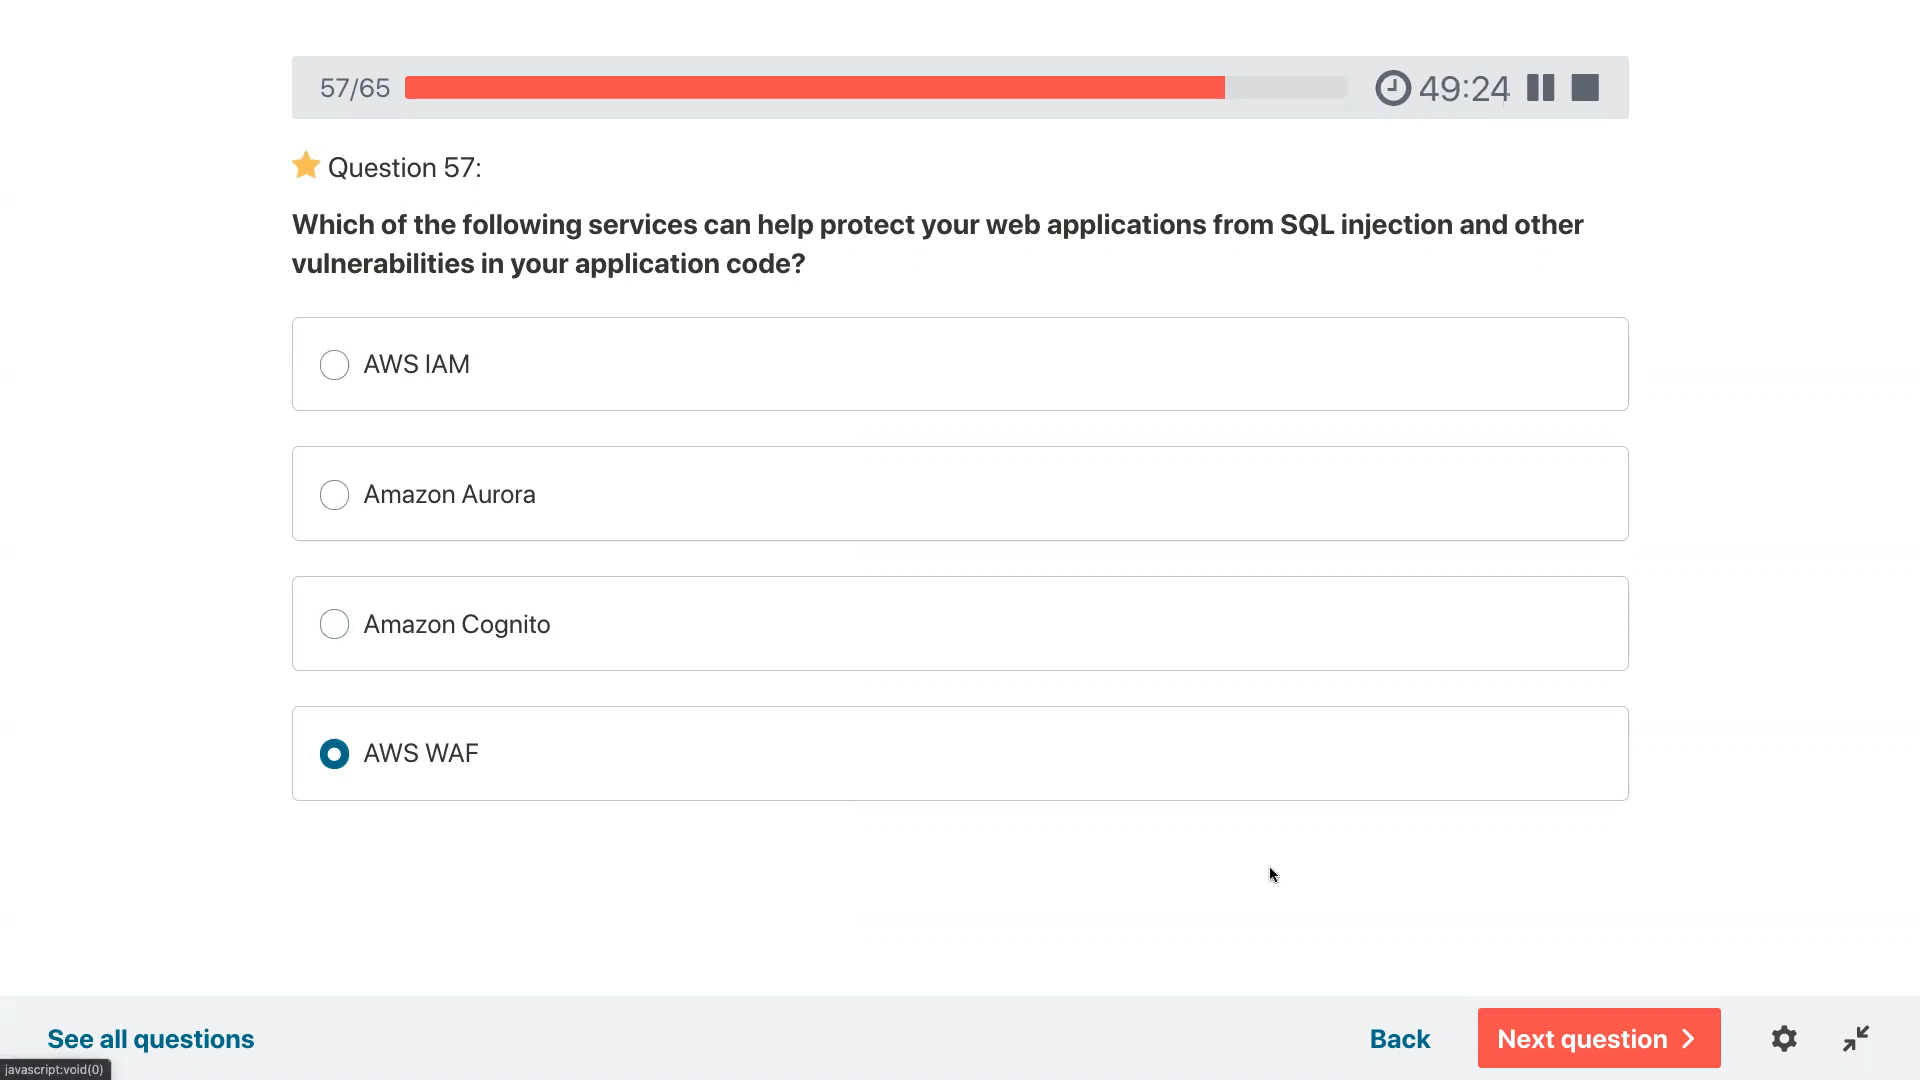 57/65
49:24
Question 57:
Which of the following services can help protect your web applications from SQL injection and other
vulnerabilities in your application code?
AWS IAM
Amazon Aurora
Amazon Cognito
AWS WAF
See all questions
Back
Next question
javascript:void(0)